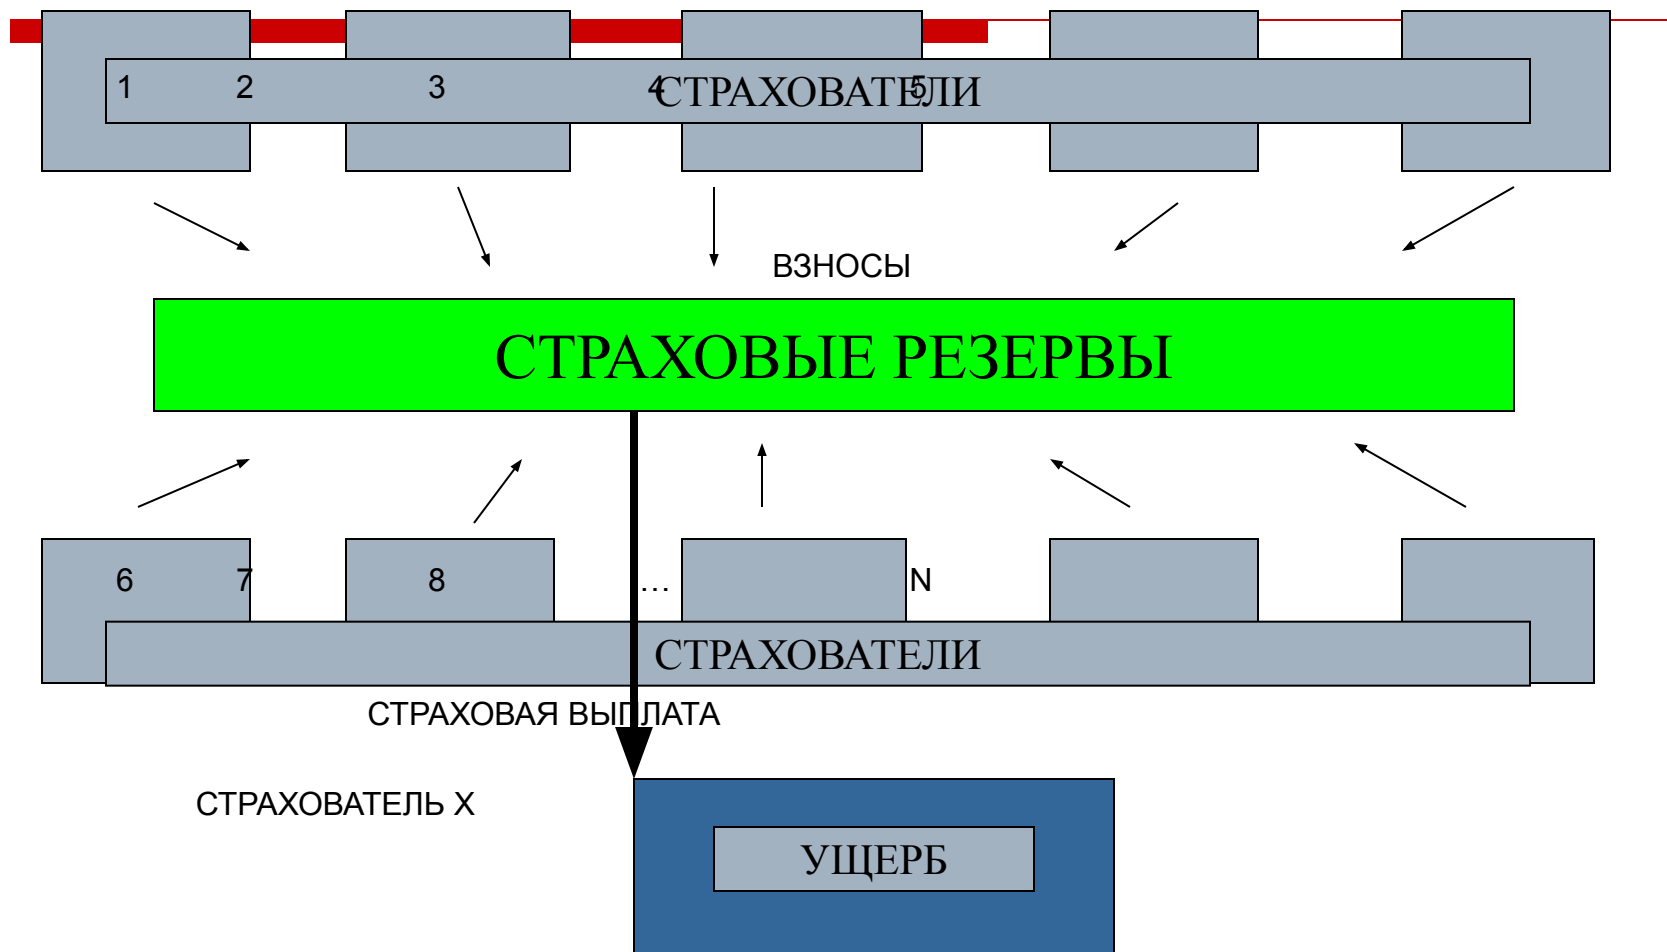 1 2 3 4 5
СТРАХОВАТЕЛИ
ВЗНОСЫ
СТРАХОВЫЕ РЕЗЕРВЫ
6 7 8 … N
СТРАХОВАТЕЛИ
СТРАХОВАЯ ВЫПЛАТА
СТРАХОВАТЕЛЬ Х
УЩЕРБ